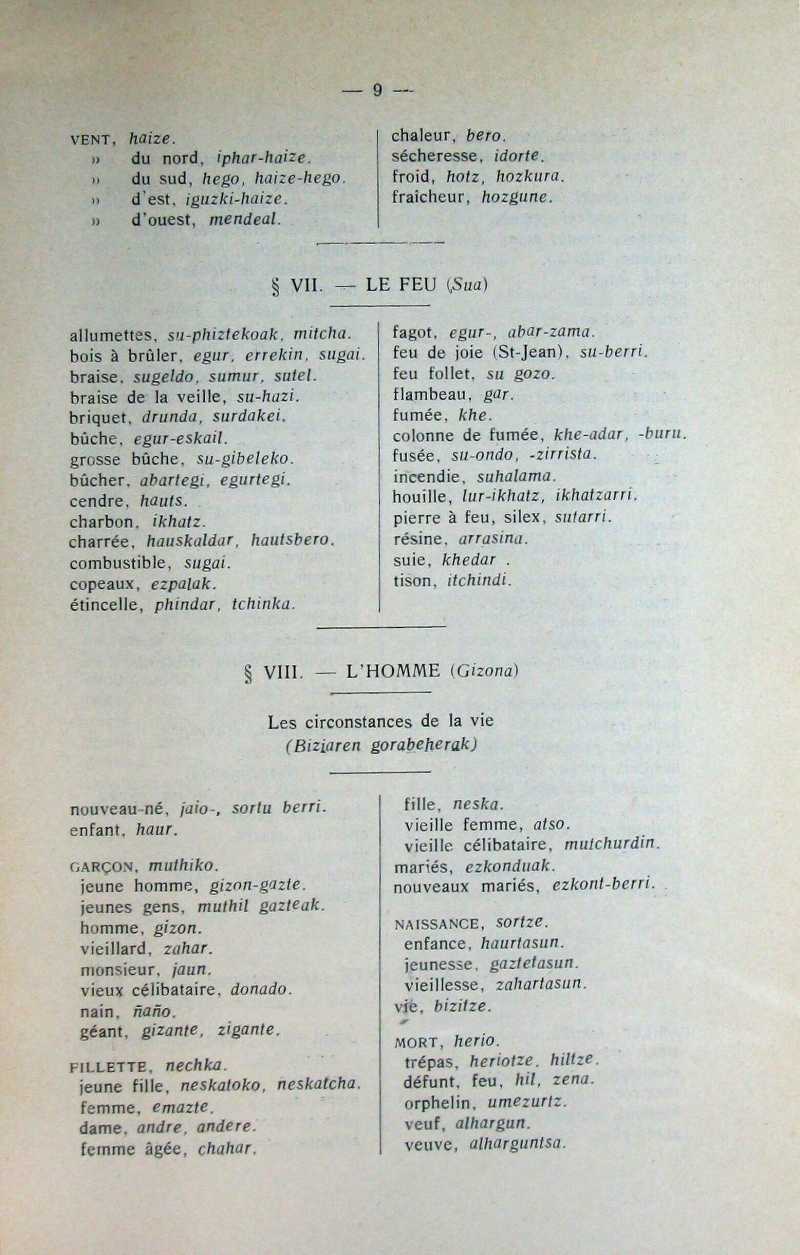 — 9 —
VENT, haize.
» du nord, iphar-haize.
» du sud, hego, haize-hego.
» d'est, iguzki-haize.
» d'ouest, mendeal.
chaleur, bero.
sécheresse, idorte.
froid, hotz, hozkura.
fraîcheur, hozgune.
§ VII. — LE FEU (Sua)
allumettes, su-phiztekoak, mitcha.
bois à brûler, egur, errekin, sugai.
braise, sugeldo, sumur, sutel.
braise de la veille, su-hazi.
briquet, drunda, surdakei.
bûche, egur-eskail.
grosse bûche, su-gibeleko.
bûcher, abartegi, egurtegi.
cendre, hauts.
charbon, ikhatz.
charrée, hauskaldar, hautsbero.
combustible, sugai.
copeaux, ezpalak.
étincelle, phindar, tchinka.
fagot, egur-, abar-zama.
feu de joie (St-Jean), su-berri.
feu follet, su gozo.
flambeau, gar.
fumée, khe.
colonne de fumée, khe-adar, -buru.
fusée, su-ondo, -zirrista.
incendie, suhalama.
houille, lur-ikhatz, ikhatzarri.
pierre à feu, silex, sutarri.
résine, arrasina.
suie, khedar .
tison, itchindi.
§ VIII. — L'HOMME (Gizona)
Les circonstances de la vie
(Biziaren gorabeherak)
nouveau-né, jaio-, sortu berri.
enfant, haur.
GARÇON, muthiko.
jeune homme, gizon-gazte.
jeunes gens, muthil gazteak.
homme, gizon.
vieillard, zahar.
monsieur, jaun.
vieux célibataire, donado.
nain, ñaño.
géant, gizante, zigante.
FILLETTE, nechka.
jeune fille, neskatoko, neskatcha.
femme, emazte.
dame, andre, andere.
femme âgée, chahar.
fille, neska.
vieille femme, atso.
vieille célibataire, mutchurdin.
mariés, ezkonduak.
nouveaux mariés, ezkont-berri.
NAISSANCE, sortze.
enfance, haurtasun.
jeunesse, gaztetasun.
vieillesse, zahartasun.
vie, bizitze.
MORT, herio.
trépas, heriotze, hiltze.
défunt, feu, hil, zena.
orphelin, umezurtz.
veuf, alhargun.
veuve, alharguntsa.